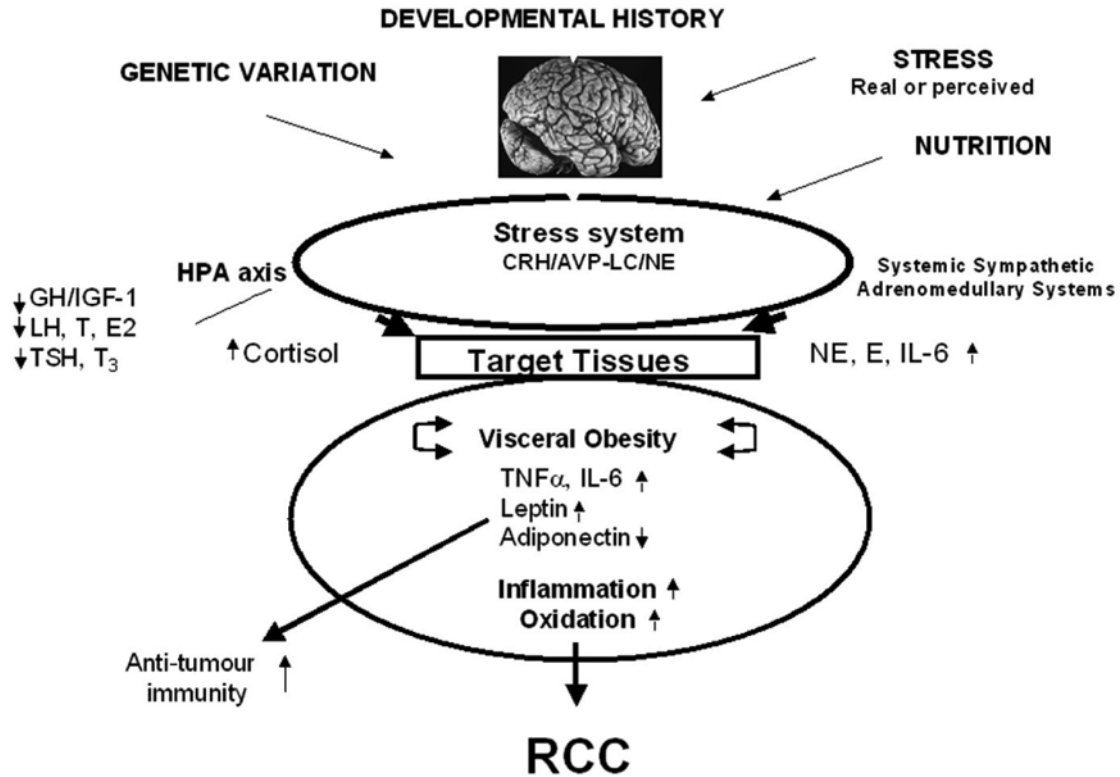 DEVELOPMENTAL HISTORY
GENETIC VARIATION
STRESS
Real or perceived
NUTRITION
Stress system
CRH/AVP-LC/NE
HPA axis
Systemic Sympathetic
Adrenomedullary Systems
↓GH/IGF-1
↓LH, T, E2
↓TSH, T₃
↑Cortisol
Target Tissues
NE, E, IL-6 ↑
Visceral Obesity
TNFα, IL-6 ↑
Leptin↑
Adiponectin↓
Inflammation ↑
Oxidation ↑
Anti-tumour
immunity ↑
RCC